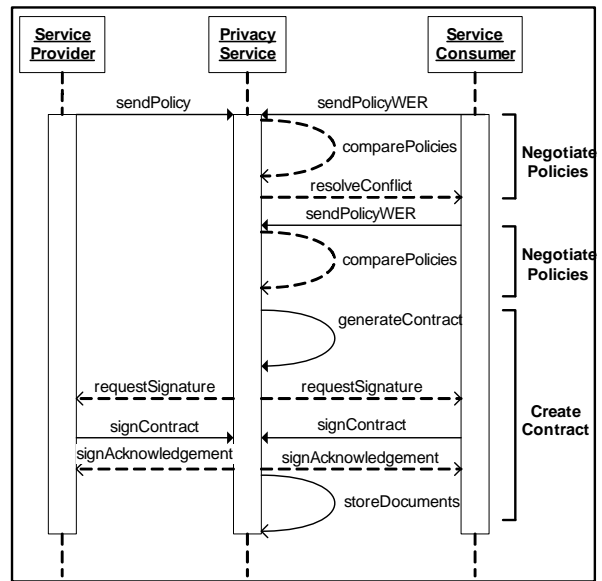 Service
Provider
Privacy
Service
Service
Consumer
sendPolicy
sendPolicyWER
comparePolicies
Negotiate
Policies
resolveConflict
sendPolicyWER
comparePolicies
Negotiate
Policies
generateContract
requestSignature
requestSignature
Create
Contract
signContract
signContract
signAcknowledgement
signAcknowledgement
storeDocuments